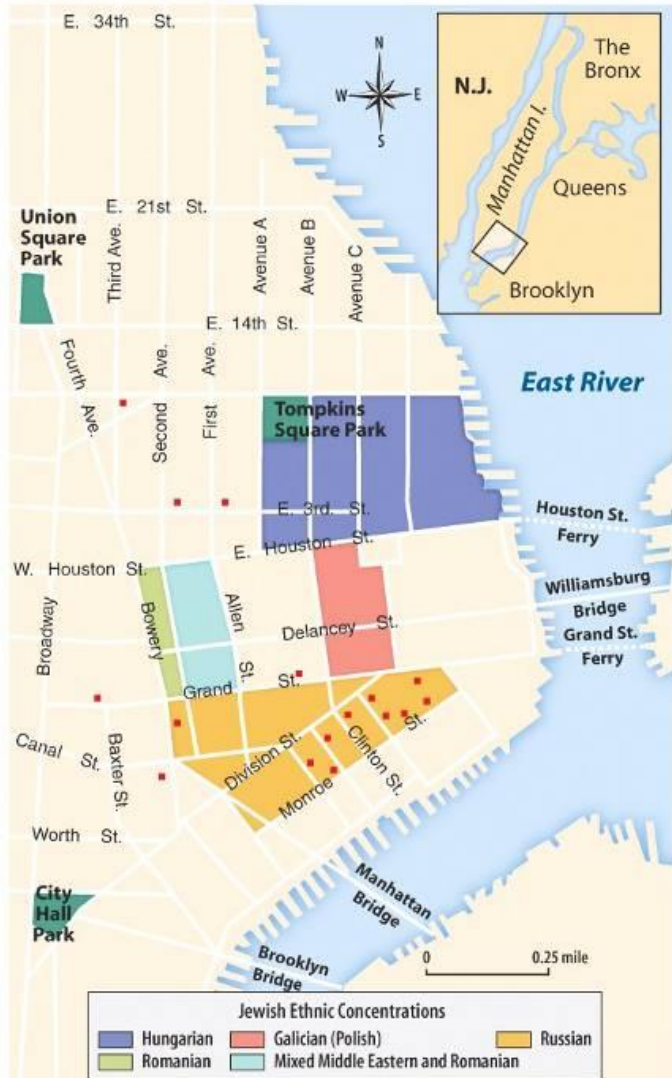 E. 34th St.
N
W
E
S
N.J.
The
Bronx
Manhattan I.
Queens
Brooklyn
Union
Square
Park
E. 21st St.
Third Ave.
Avenue A
Avenue B
Avenue C
E. 14th St.
Fourth Ave.
Second Ave.
First Ave.
East River
Tompkins
Square Park
E. 3rd. St.
E. Houston St.
Houston St.
Ferry
W. Houston St.
Broadway
Bowery
Allen St.
Delancey St.
Williamsburg
Bridge
Grand St.
Ferry
Grand St.
Canal St.
Baxter St.
Division St.
Clinton St.
Monroe St.
Worth St.
City
Hall
Park
Manhattan
Bridge
Brooklyn
Bridge
0 0.25 mile
Jewish Ethnic Concentrations
Hungarian Galician (Polish) Russian
Romanian Mixed Middle Eastern and Romanian